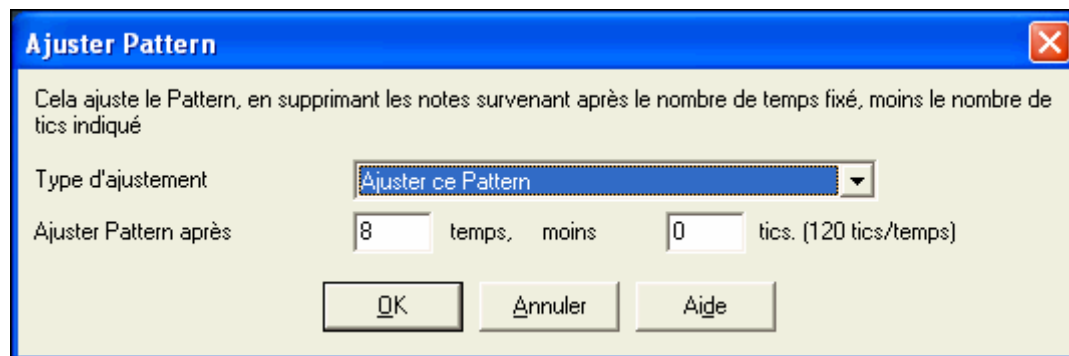 Ajuster Pattern
Cela ajuste le Pattern, en supprimant les notes survenant après le nombre de temps fixé, moins le nombre de
tics indiqué
Type d'ajustement Ajuster ce Pattern
Ajuster Pattern après 8 temps, moins 0 tics. (120 tics/temps)
OK Annuler Aide